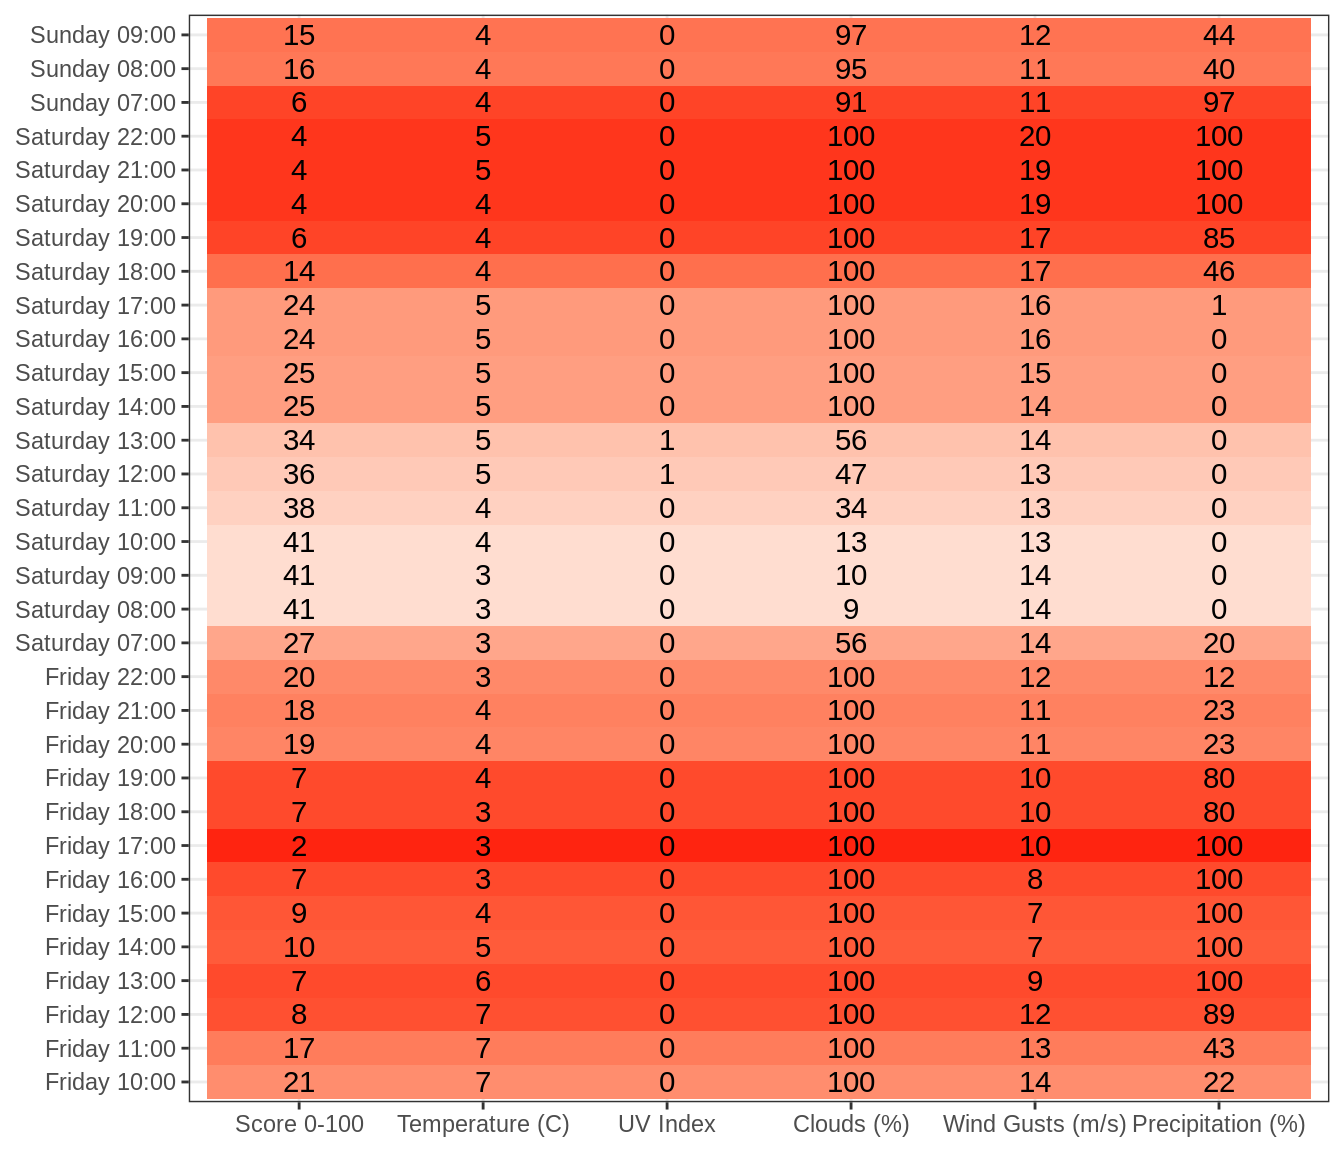 Sunday 09:00 15 4 0 97 12 44
Sunday 08:00 16 4 0 95 11 40
Sunday 07:00 6 4 0 91 11 97
Saturday 22:00 4 5 0 100 20 100
Saturday 21:00 4 5 0 100 19 100
Saturday 20:00 4 4 0 100 19 100
Saturday 19:00 6 4 0 100 17 85
Saturday 18:00 14 4 0 100 17 46
Saturday 17:00 24 5 0 100 16 1
Saturday 16:00 24 5 0 100 16 0
Saturday 15:00 25 5 0 100 15 0
Saturday 14:00 25 5 0 100 14 0
Saturday 13:00 34 5 1 56 14 0
Saturday 12:00 36 5 1 47 13 0
Saturday 11:00 38 4 0 34 13 0
Saturday 10:00 41 4 0 13 13 0
Saturday 09:00 41 3 0 10 14 0
Saturday 08:00 41 3 0 9 14 0
Saturday 07:00 27 3 0 56 14 20
Friday 22:00 20 3 0 100 12 12
Friday 21:00 18 4 0 100 11 23
Friday 20:00 19 4 0 100 11 23
Friday 19:00 7 4 0 100 10 80
Friday 18:00 7 3 0 100 10 80
Friday 17:00 2 3 0 100 10 100
Friday 16:00 7 3 0 100 8 100
Friday 15:00 9 4 0 100 7 100
Friday 14:00 10 5 0 100 7 100
Friday 13:00 7 6 0 100 9 100
Friday 12:00 8 7 0 100 12 89
Friday 11:00 17 7 0 100 13 43
Friday 10:00 21 7 0 100 14 22
Score 0-100 Temperature (C) UV Index Clouds (%) Wind Gusts (m/s) Precipitation (%)